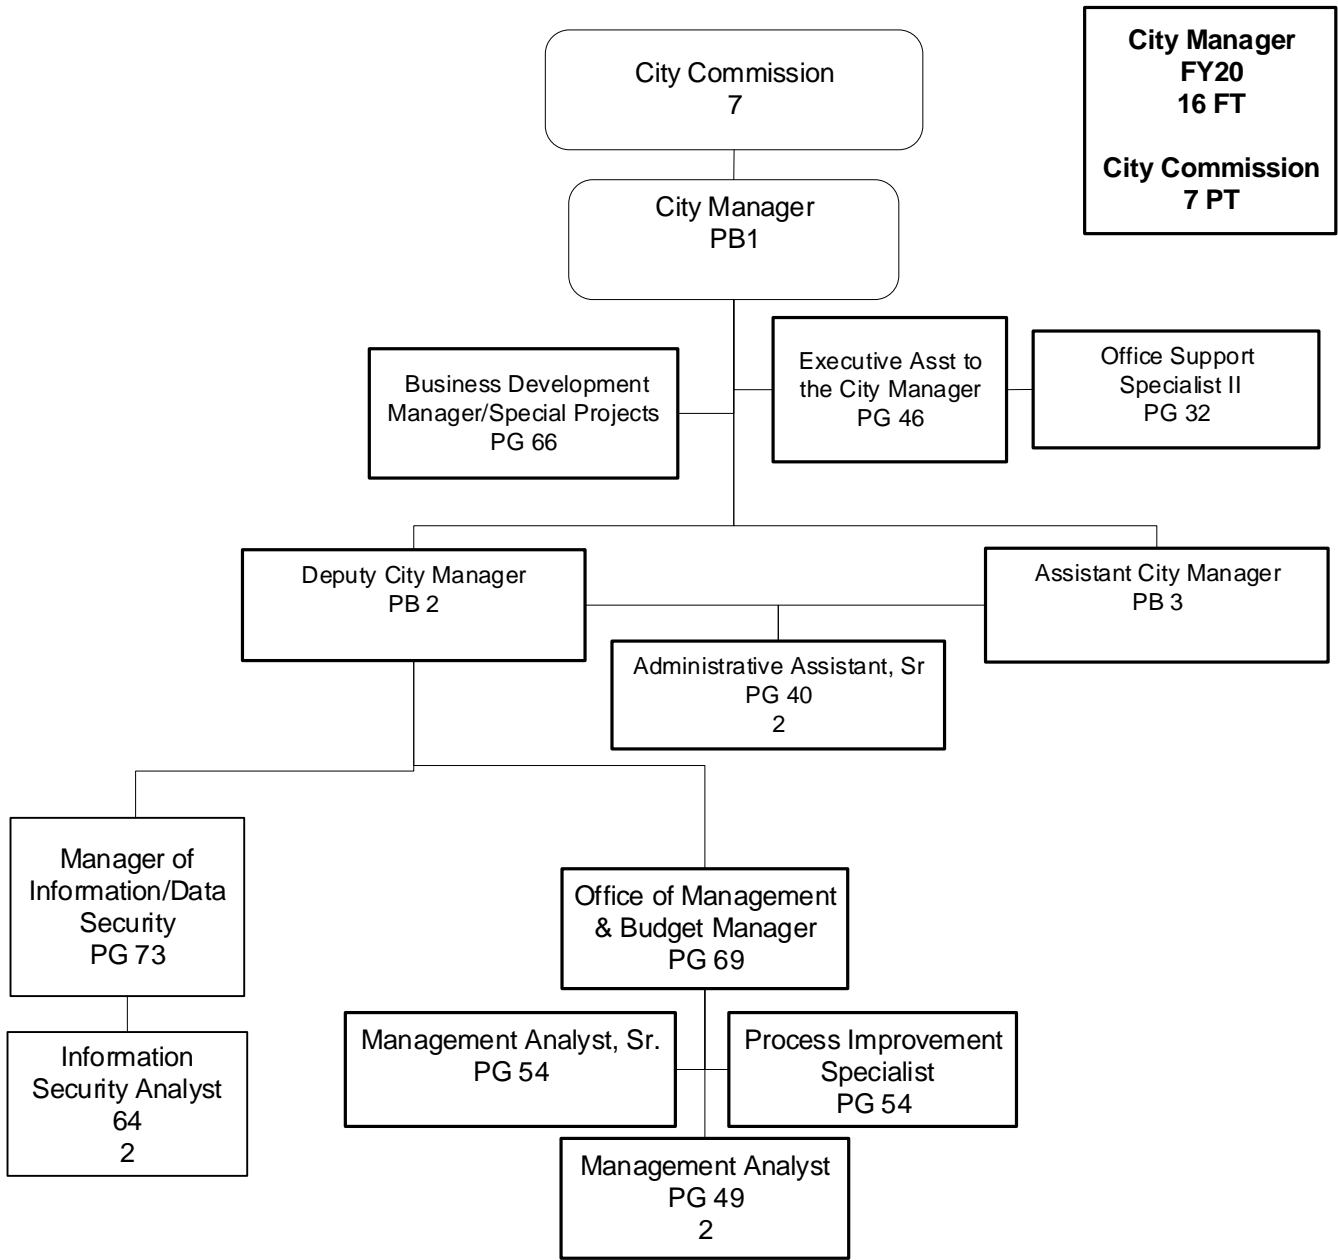 City Commission
7
City Manager
FY20
16 FT
City Commission
7 PT
City Manager
PB1
Business Development
Manager/Special Projects
PG 66
Executive Asst to
the City Manager
PG 46
Office Support
Specialist II
PG 32
Deputy City Manager
PB 2
Assistant City Manager
PB 3
Administrative Assistant, Sr
PG 40
2
Manager of
Information/Data
Security
PG 73
Office of Management
& Budget Manager
PG 69
Information
Security Analyst
64
2
Management Analyst, Sr.
PG 54
Process Improvement
Specialist
PG 54
Management Analyst
PG 49
2